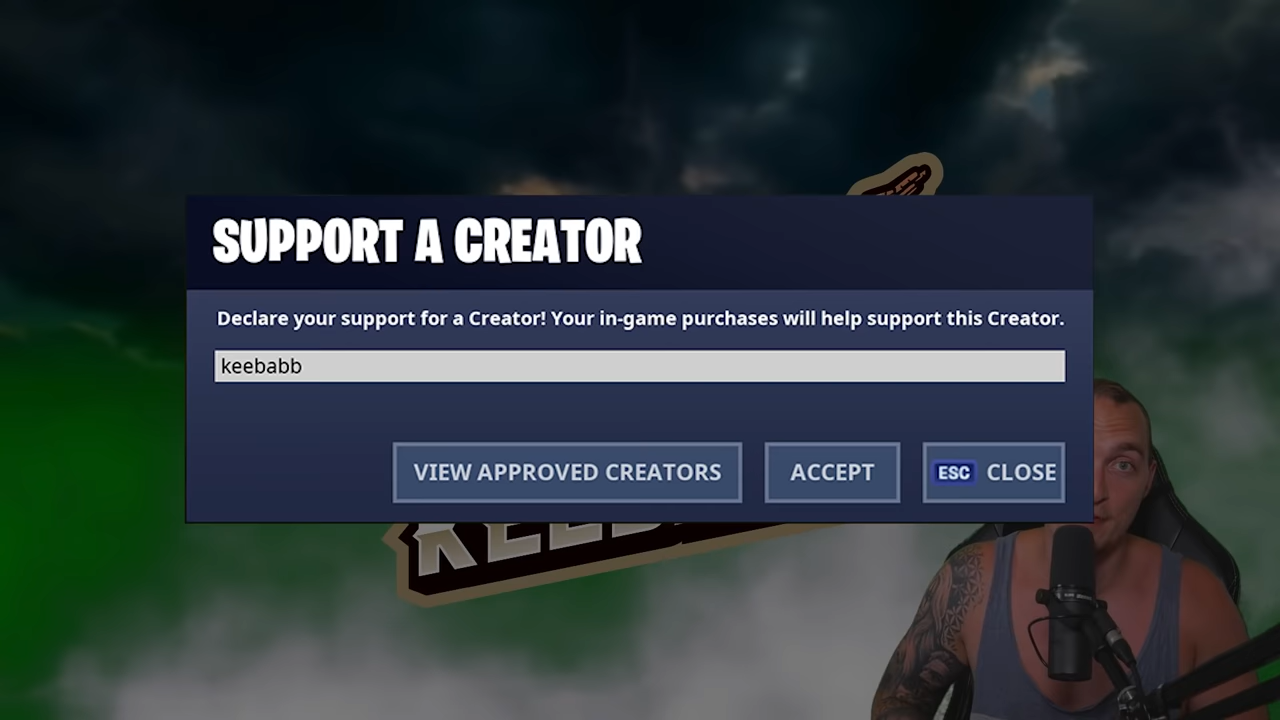 SUPPORT A CREATOR
Declare your support for a Creator! Your in-game purchases will help support this Creator.
keebabb
VIEW APPROVED CREATORS
ACCEPT
ESC CLOSE